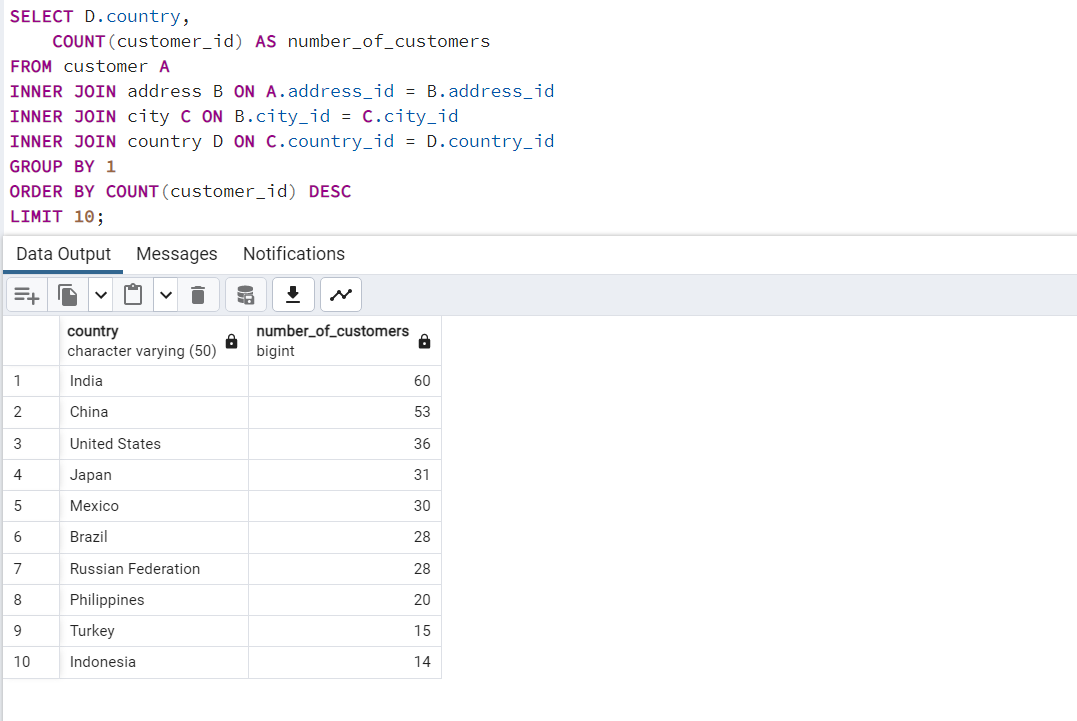 SELECT D.country,
COUNT(customer_id) AS number_of_customers
FROM customer A
INNER JOIN address B ON A.address_id = B.address_id
INNER JOIN city C ON B.city_id = C.city_id
INNER JOIN country D ON C.country_id = D.country_id
GROUP BY 1
ORDER BY COUNT(customer_id) DESC
LIMIT 10;
Data Output Messages Notifications
country number_of_customers
character varying (50) bigint
1 India 60
2 China 53
3 United States 36
4 Japan 31
5 Mexico 30
6 Brazil 28
7 Russian Federation 28
8 Philippines 20
9 Turkey 15
10 Indonesia 14